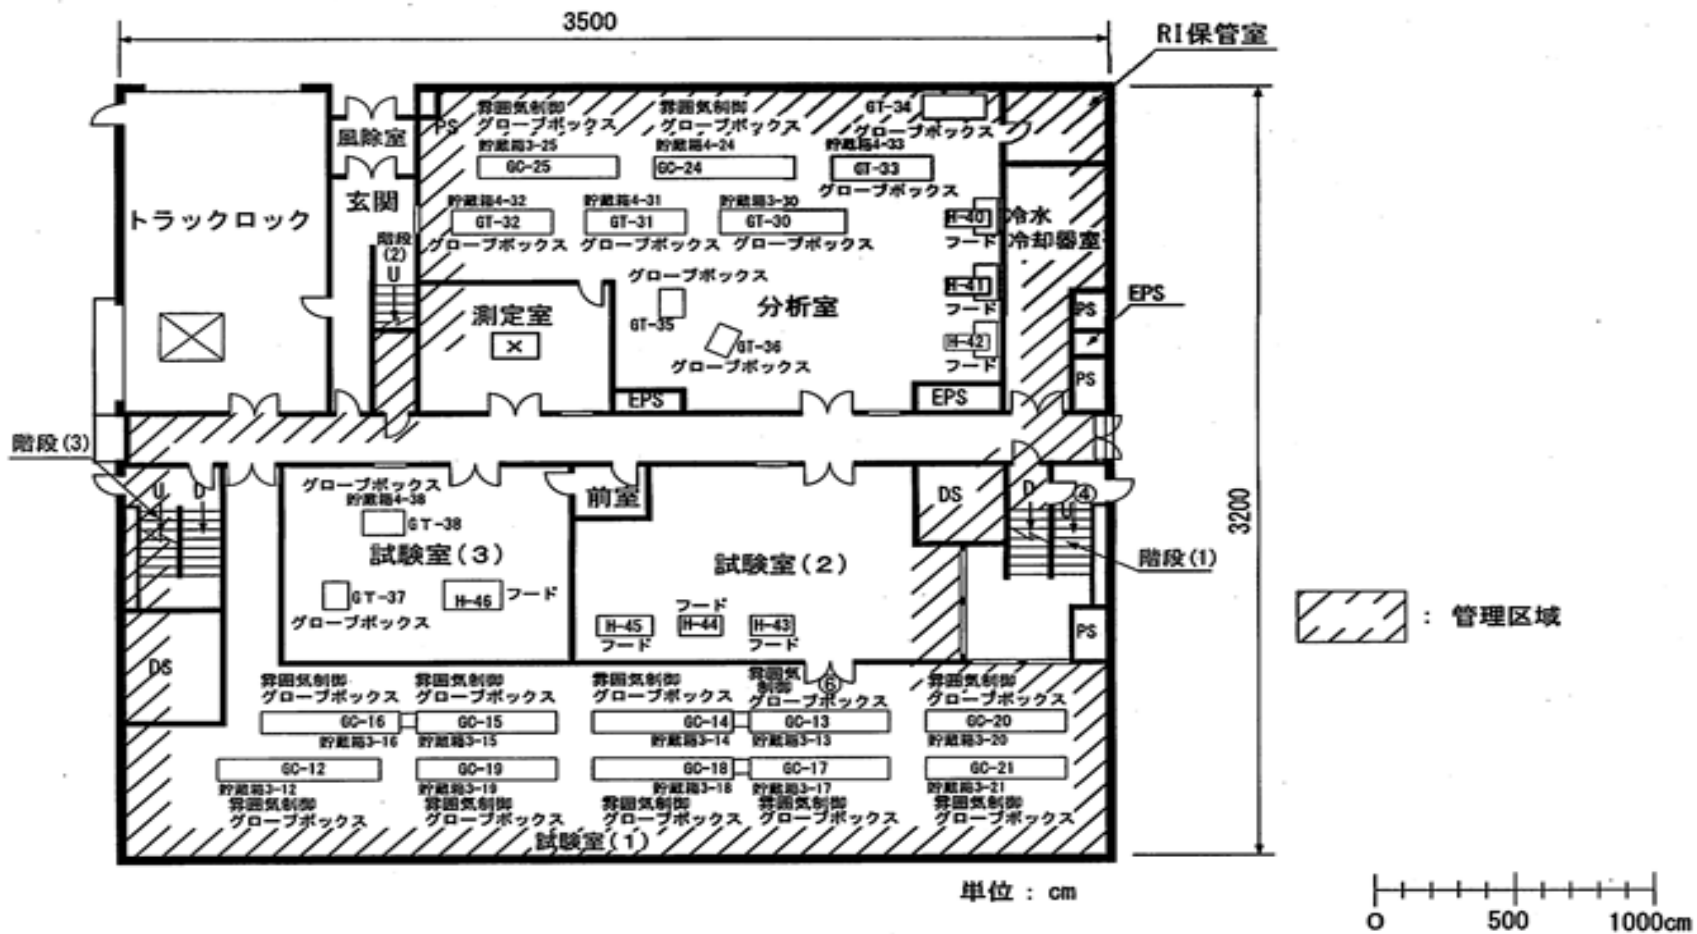 3500
RI保管室
雰囲気制御
グローブボックス
雰囲気制御
グローブボックス
GT-34
グローブボックス
PS
風除室
貯蔵箱3-25
GC-25
貯蔵箱4-24
GC-24
貯蔵箱4-33
GT-33
グローブボックス
玄関
トラックロック
貯蔵箱4-32
GT-32
グローブボックス
貯蔵箱4-31
GT-31
グローブボックス
貯蔵箱3-30
GT-30
グローブボックス
H-40
フード
冷水
冷却器室
階段
(2)
U
グローブボックス
GT-35
分析室
H-41
フード
EPS
PS
測定室
GT-36
グローブボックス
H-42
フード
PS
EPS
EPS
階段(3)
U
D
グローブボックス
貯蔵箱4-38
GT-38
試験室(3)
GT-37
グローブボックス
H-46
フード
前室
試験室(2)
DS
D
U
④
階段(1)
3200
フード
H-45
フード
H-44
H-43
フード
PS
: 管理区域
DS
雰囲気制御
グローブボックス
雰囲気制御
グローブボックス
雰囲気制御
グローブボックス
雰囲気
制御
グローブボックス
⑥
雰囲気制御
グローブボックス
GC-16
GC-15
GC-14
GC-13
GC-20
貯蔵箱3-16
貯蔵箱3-15
貯蔵箱3-14
貯蔵箱3-13
貯蔵箱3-20
GC-12
GC-19
GC-18
GC-17
GC-21
貯蔵箱3-12
貯蔵箱3-19
貯蔵箱3-18
貯蔵箱3-17
貯蔵箱3-21
雰囲気制御
グローブボックス
雰囲気制御
グローブボックス
雰囲気制御
グローブボックス
雰囲気制御
グローブボックス
雰囲気制御
グローブボックス
試験室(1)
単位 : cm
0
500
1000cm